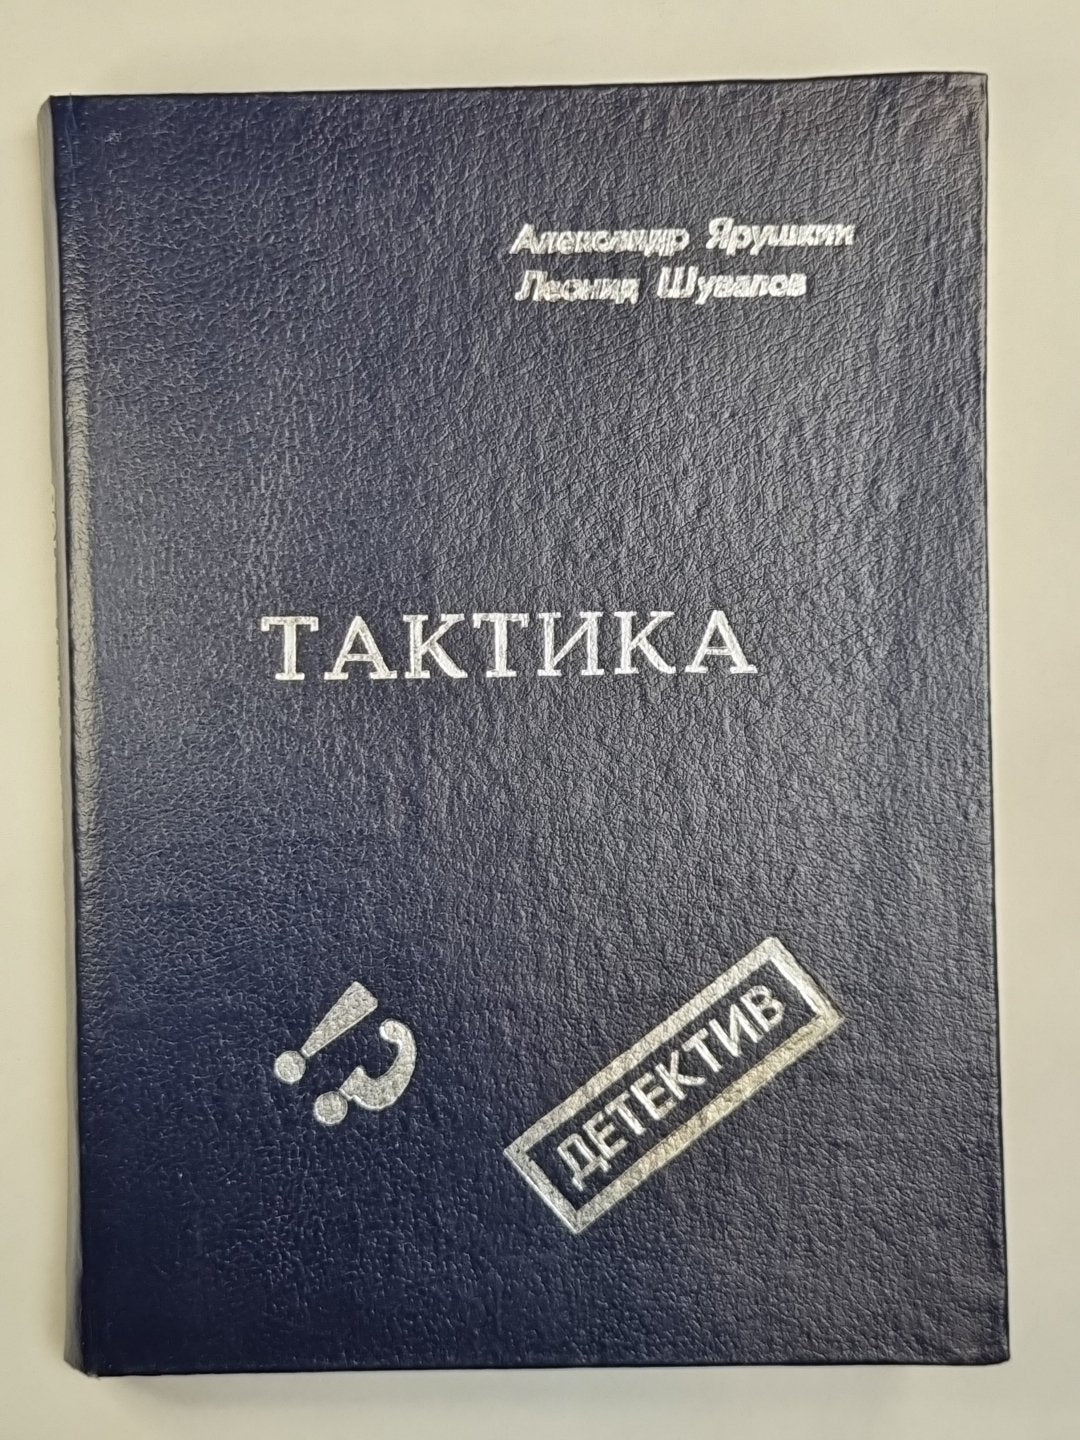 Александр Ярушкин
Леонид Шувалов
ТАКТИКА
!?
ДЕТЕКТИВ